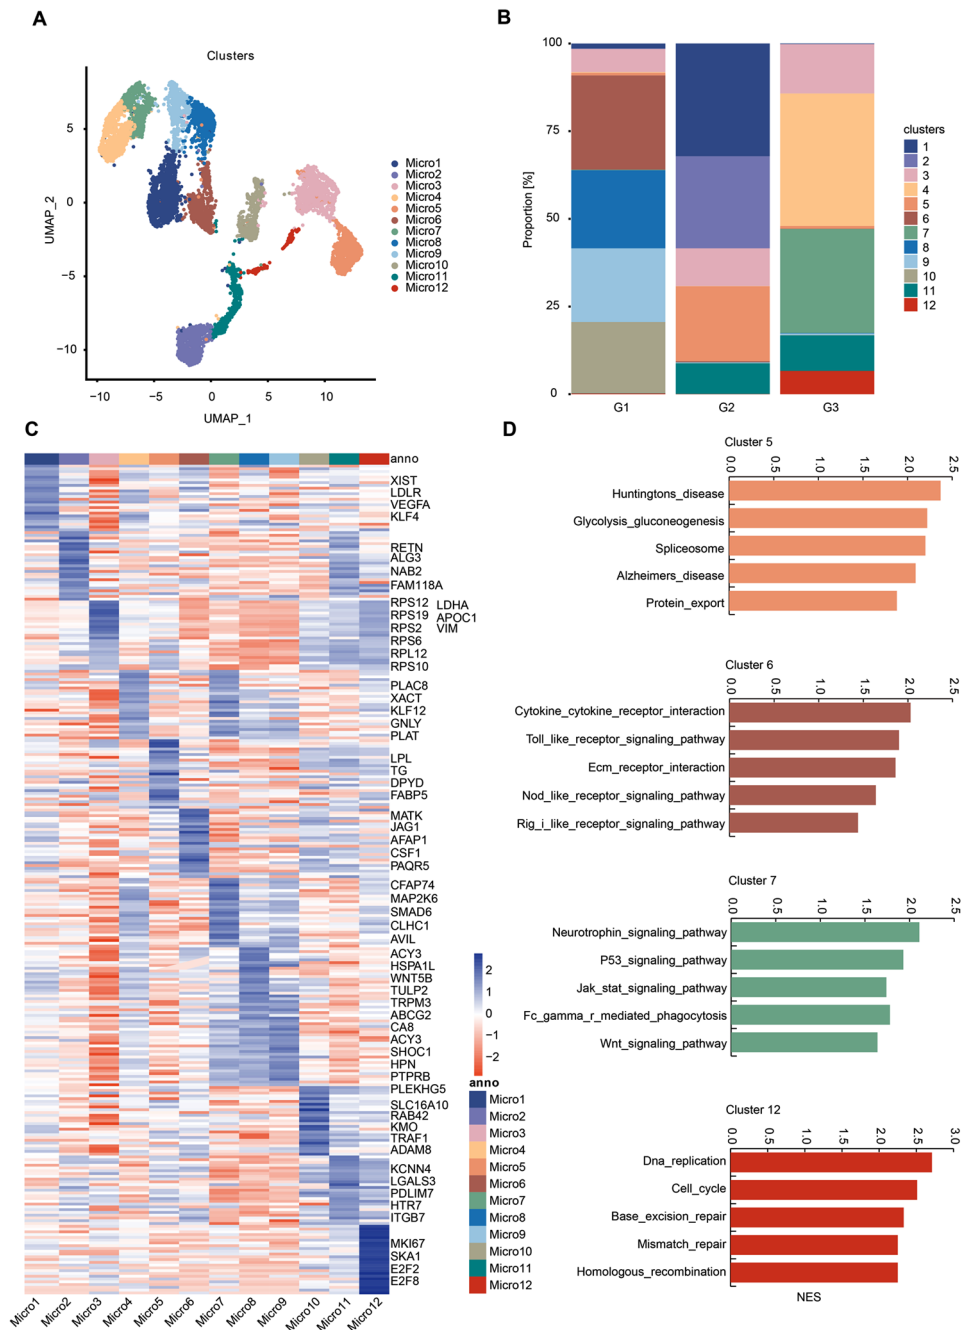 A
Clusters
5
0
−5
−10
UMAP_2
−10
−5
0
5
10
UMAP_1
Micro1
Micro2
Micro3
Micro4
Micro5
Micro6
Micro7
Micro8
Micro9
Micro10
Micro11
Micro12
B
100
75
50
25
0
Proportion [%]
G1
G2
G3
clusters
1
2
3
4
5
6
7
8
9
10
11
12
C
anno
XIST
LDLR
VEGFA
KLF4
RETN
ALG3
NAB2
FAM118A
RPS12
LDHA
RPS19
APOC1
RPS2
VIM
RPS6
RPL12
RPS10
PLAC8
XACT
KLF12
GNLY
PLAT
LPL
TG
DPYD
FABP5
MATK
JAG1
AFAP1
CSF1
PAQR5
CFAP74
MAP2K6
SMAD6
CLHC1
AVIL
ACY3
HSPA1L
WNT5B
TULP2
TRPM3
ABCG2
CA8
ACY3
SHOC1
HPN
PTPRB
PLEKHG5
SLC16A10
RAB42
KMO
TRAF1
ADAM8
KCNN4
LGALS3
PDLIM7
HTR7
ITGB7
MKI67
SKA1
E2F2
E2F8
Micro1
Micro2
Micro3
Micro4
Micro5
Micro6
Micro7
Micro8
Micro9
Micro10
Micro11
Micro12
2
1
0
−1
−2
anno
Micro1
Micro2
Micro3
Micro4
Micro5
Micro6
Micro7
Micro8
Micro9
Micro10
Micro11
Micro12
D
Cluster 5
0.0
0.5
1.0
1.5
2.0
2.5
Huntingtons_disease
Glycolysis_gluconeogenesis
Spliceosome
Alzheimers_disease
Protein_export
Cluster 6
0.0
0.5
1.0
1.5
2.0
2.5
Cytokine_cytokine_receptor_interaction
Toll_like_receptor_signaling_pathway
Ecm_receptor_interaction
Nod_like_receptor_signaling_pathway
Rig_i_like_receptor_signaling_pathway
Cluster 7
0.0
0.5
1.0
1.5
2.0
2.5
Neurotrophin_signaling_pathway
P53_signaling_pathway
Jak_stat_signaling_pathway
Fc_gamma_r_mediated_phagocytosis
Wnt_signaling_pathway
Cluster 12
0.0
0.5
1.0
1.5
2.0
2.5
3.0
Dna_replication
Cell_cycle
Base_excision_repair
Mismatch_repair
Homologous_recombination
NES